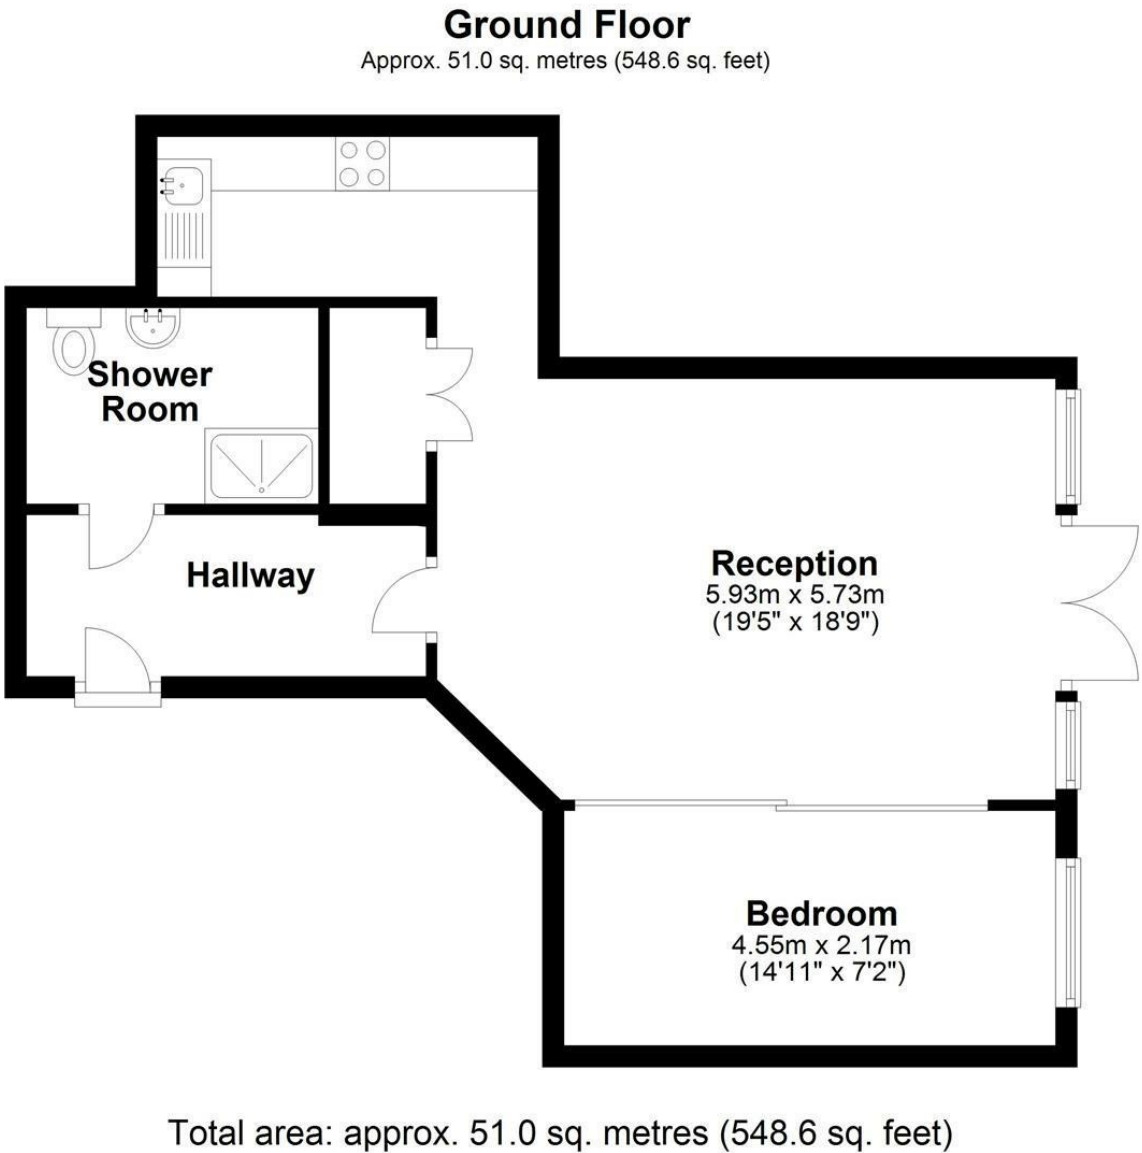 Ground Floor
Approx. 51.0 sq. metres (548.6 sq. feet)
Shower
Room
Hallway
Reception
5.93m x 5.73m
(19'5" x 18'9")
Bedroom
4.55m x 2.17m
(14'11" x 7'2")
Total area: approx. 51.0 sq. metres (548.6 sq. feet)